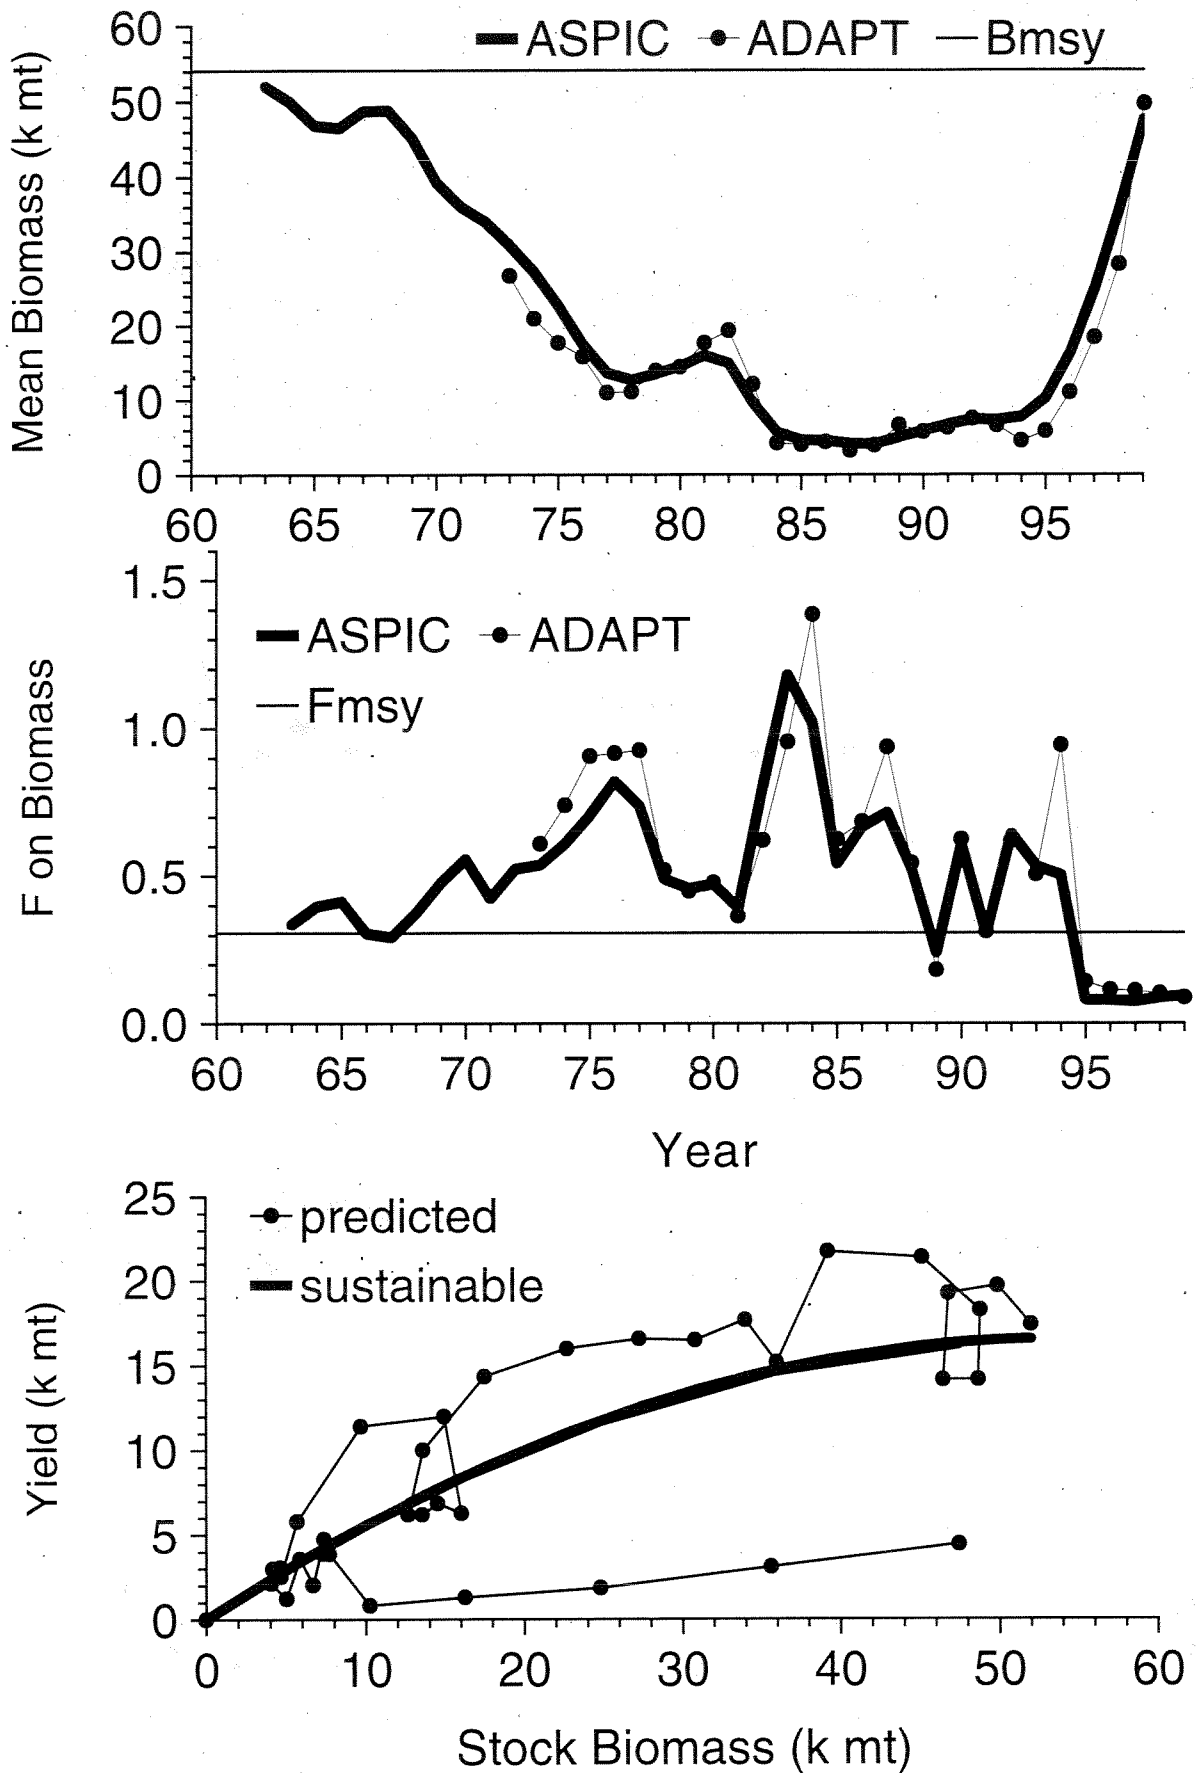 60 ASPIC ADAPT Bmsy
50
40
30
20
10
0
Mean Biomass (k mt)
60 65 70 75 80 85 90 95
1.5
ASPIC ADAPT
Fmsy
1.0
0.5
0.0
F on Biomass
60 65 70 75 80 85 90 95
Year
25
predicted
20 sustainable
15
10
5
0
Yield (k mt)
0 10 20 30 40 50 60
Stock Biomass (k mt)